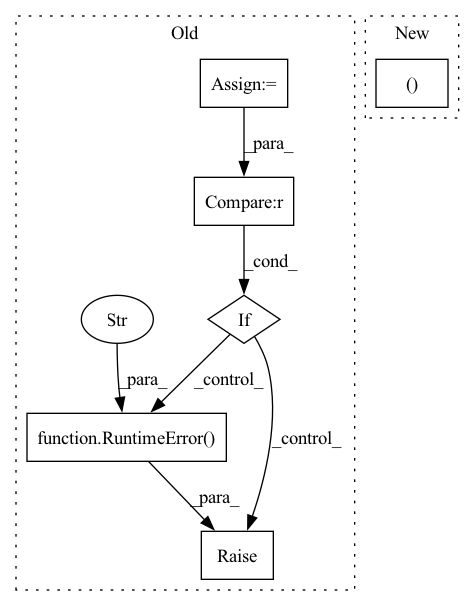 Old
New
Assign:=
()
_para_
Compare:r
_cond_
Str
If
_para_
_control_
_control_
function.RuntimeError()
_para_
Raise